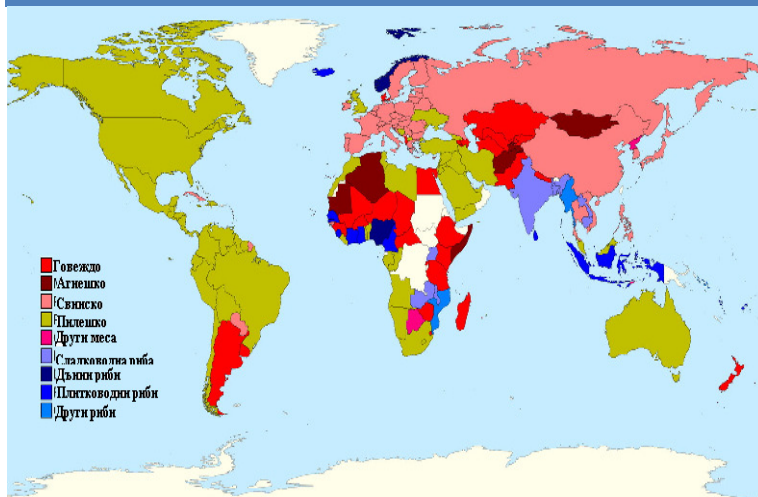 Говеждо
Агнешко
Свинско
Пилешко
Други меса
Сладководна риба
Дънни риби
Плитководни риби
Други риби